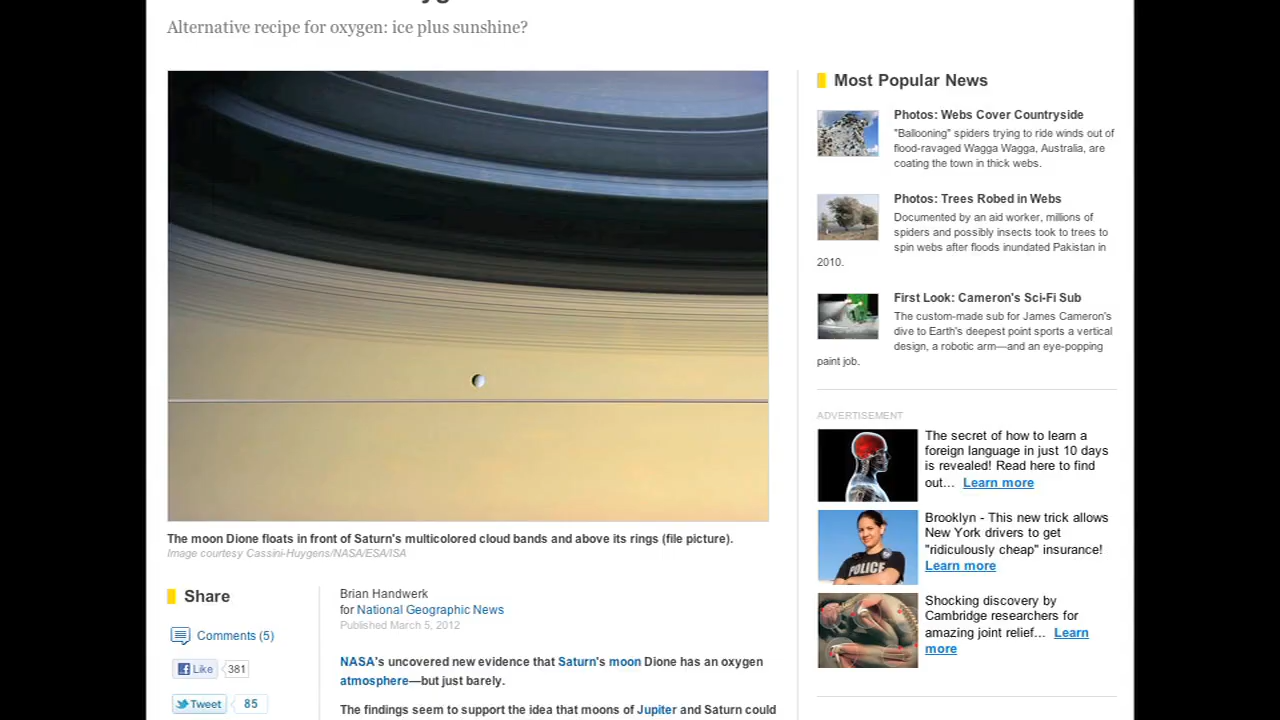 Alternative recipe for oxygen: ice plus sunshine?
The moon Dione floats in front of Saturn's multicolored cloud bands and above its rings (file picture).
Image courtesy Cassini-Huygens/NASA/ESA/ISA
Share
Comments (5)
Like 381
Tweet 85
Brian Handwerk
for National Geographic News
Published March 5, 2012
NASA's uncovered new evidence that Saturn's moon Dione has an oxygen
atmosphere—but just barely.
The findings seem to support the idea that moons of Jupiter and Saturn could
Most Popular News
Photos: Webs Cover Countryside
"Ballooning" spiders trying to ride winds out of
flood-ravaged Wagga Wagga, Australia, are
coating the town in thick webs.
Photos: Trees Robed in Webs
Documented by an aid worker, millions of
spiders and possibly insects took to trees to
spin webs after floods inundated Pakistan in
2010.
First Look: Cameron's Sci-Fi Sub
The custom-made sub for James Cameron's
dive to Earth's deepest point sports a vertical
design, a robotic arm—and an eye-popping
paint job.
ADVERTISEMENT
The secret of how to learn a
foreign language in just 10 days
is revealed! Read here to find
out... Learn more
POLICE
Brooklyn - This new trick allows
New York drivers to get
"ridiculously cheap" insurance!
Learn more
Shocking discovery by
Cambridge researchers for
amazing joint relief... Learn
more